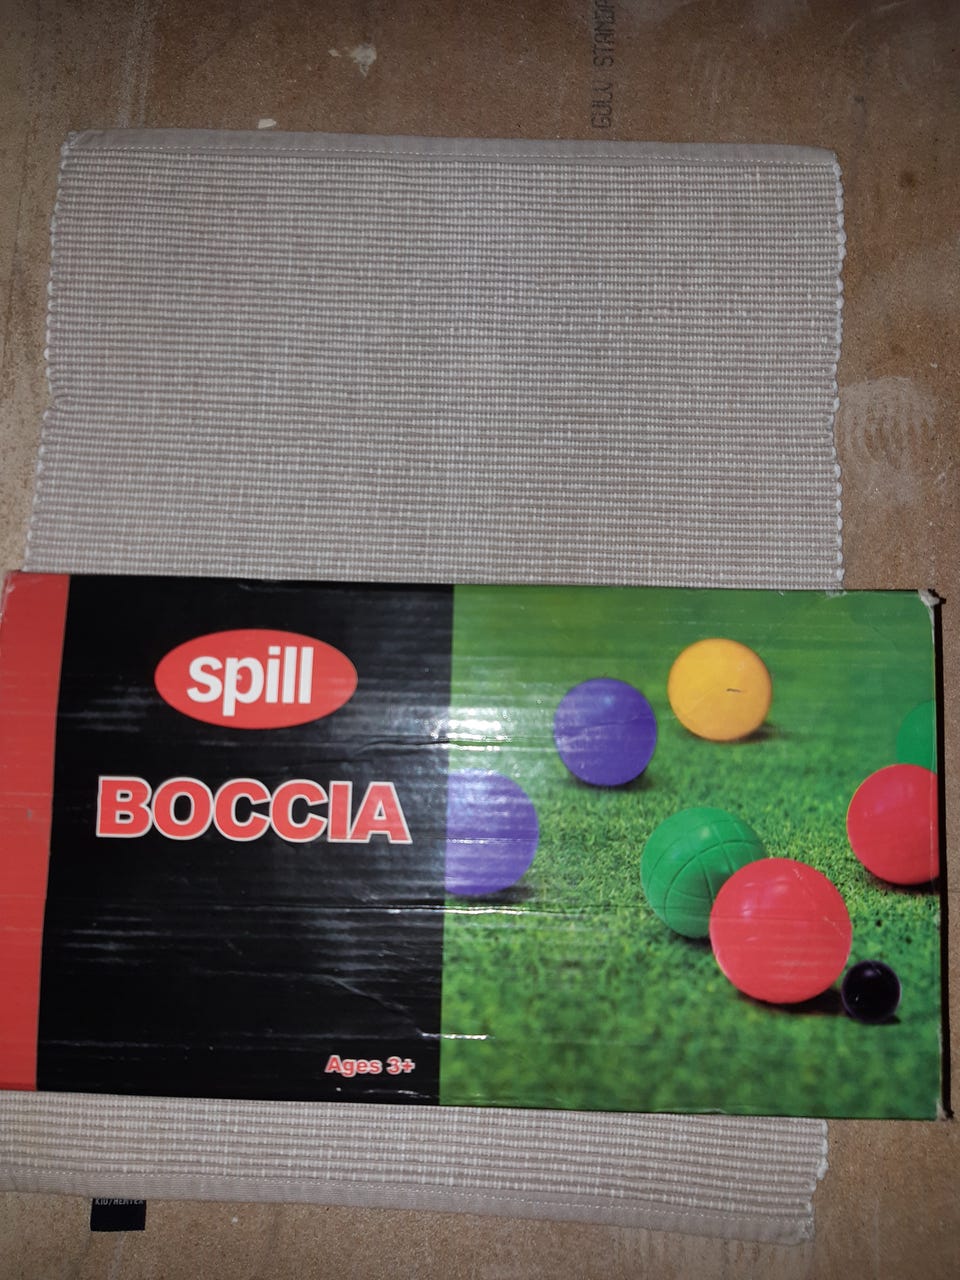 spill
BOCCIA
Ages 3+